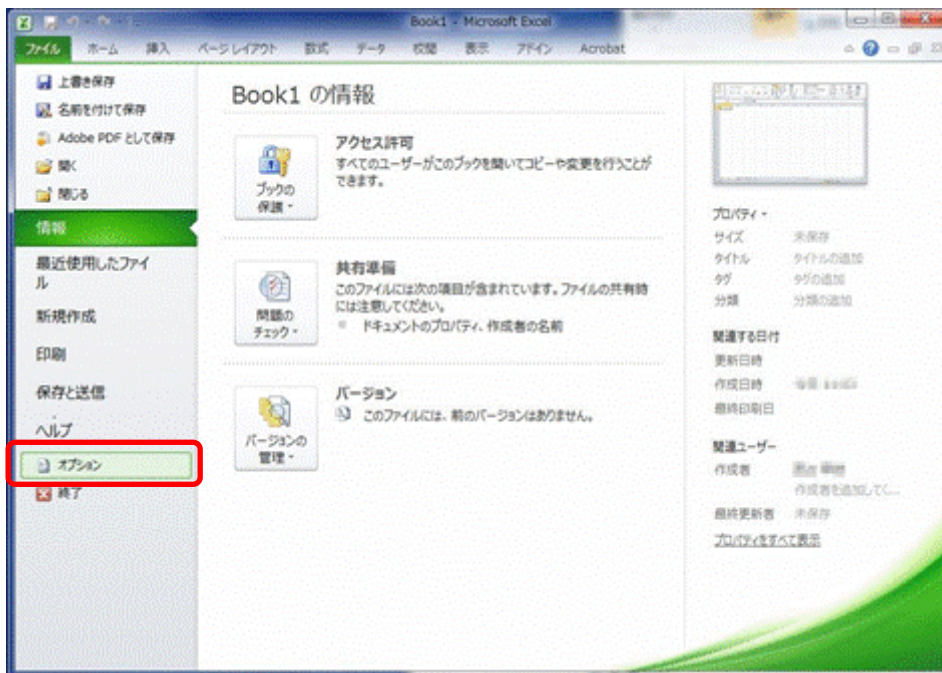 Book1 - Microsoft Excel
ファイル ホーム 挿入 ページ レイアウト 数式 データ 校閲 表示 アドイン Acrobat
上書き保存
名前を付けて保存
Adobe PDF として保存
開く
閉じる
情報
最近使用したファイ
ル
新規作成
印刷
保存と送信
ヘルプ
オプション
終了
Book1 の情報
ブックの
保護
アクセス許可
すべてのユーザーがこのブックを開いてコピーや変更を行うことが
できます。
問題の
チェック
共有準備
このファイルには次の項目が含まれています。ファイルの共有時
には注意してください。
ドキュメントのプロパティ、作成者の名前
バージョンの
管理
バージョン
このファイルには、前のバージョンはありません。
プロパティ
サイズ 未保存
タイトル タイトルの追加
タグ タグの追加
分類 分類の追加
関連する日付
更新日時
作成日時
最終印刷日
関連ユーザー
作成者
作成者を追加してく...
最終更新者 未保存
プロパティをすべて表示